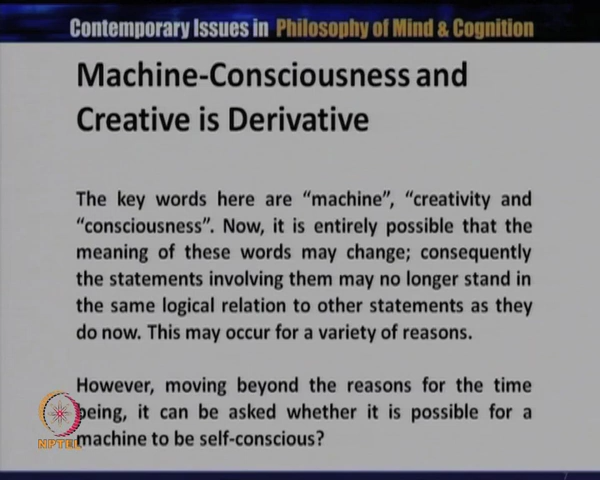 Contemporary Issues in Philosophy of Mind & Cognition
Machine-Consciousness and
Creative is Derivative
The key words here are “machine”, “creativity and
“consciousness”. Now, it is entirely possible that the
meaning of these words may change; consequently
the statements involving them may no longer stand in
the same logical relation to other statements as they
do now. This may occur for a variety of reasons.
However, moving beyond the reasons for the time
being, it can be asked whether it is possible for a
machine to be self-conscious?
NPTEL
7